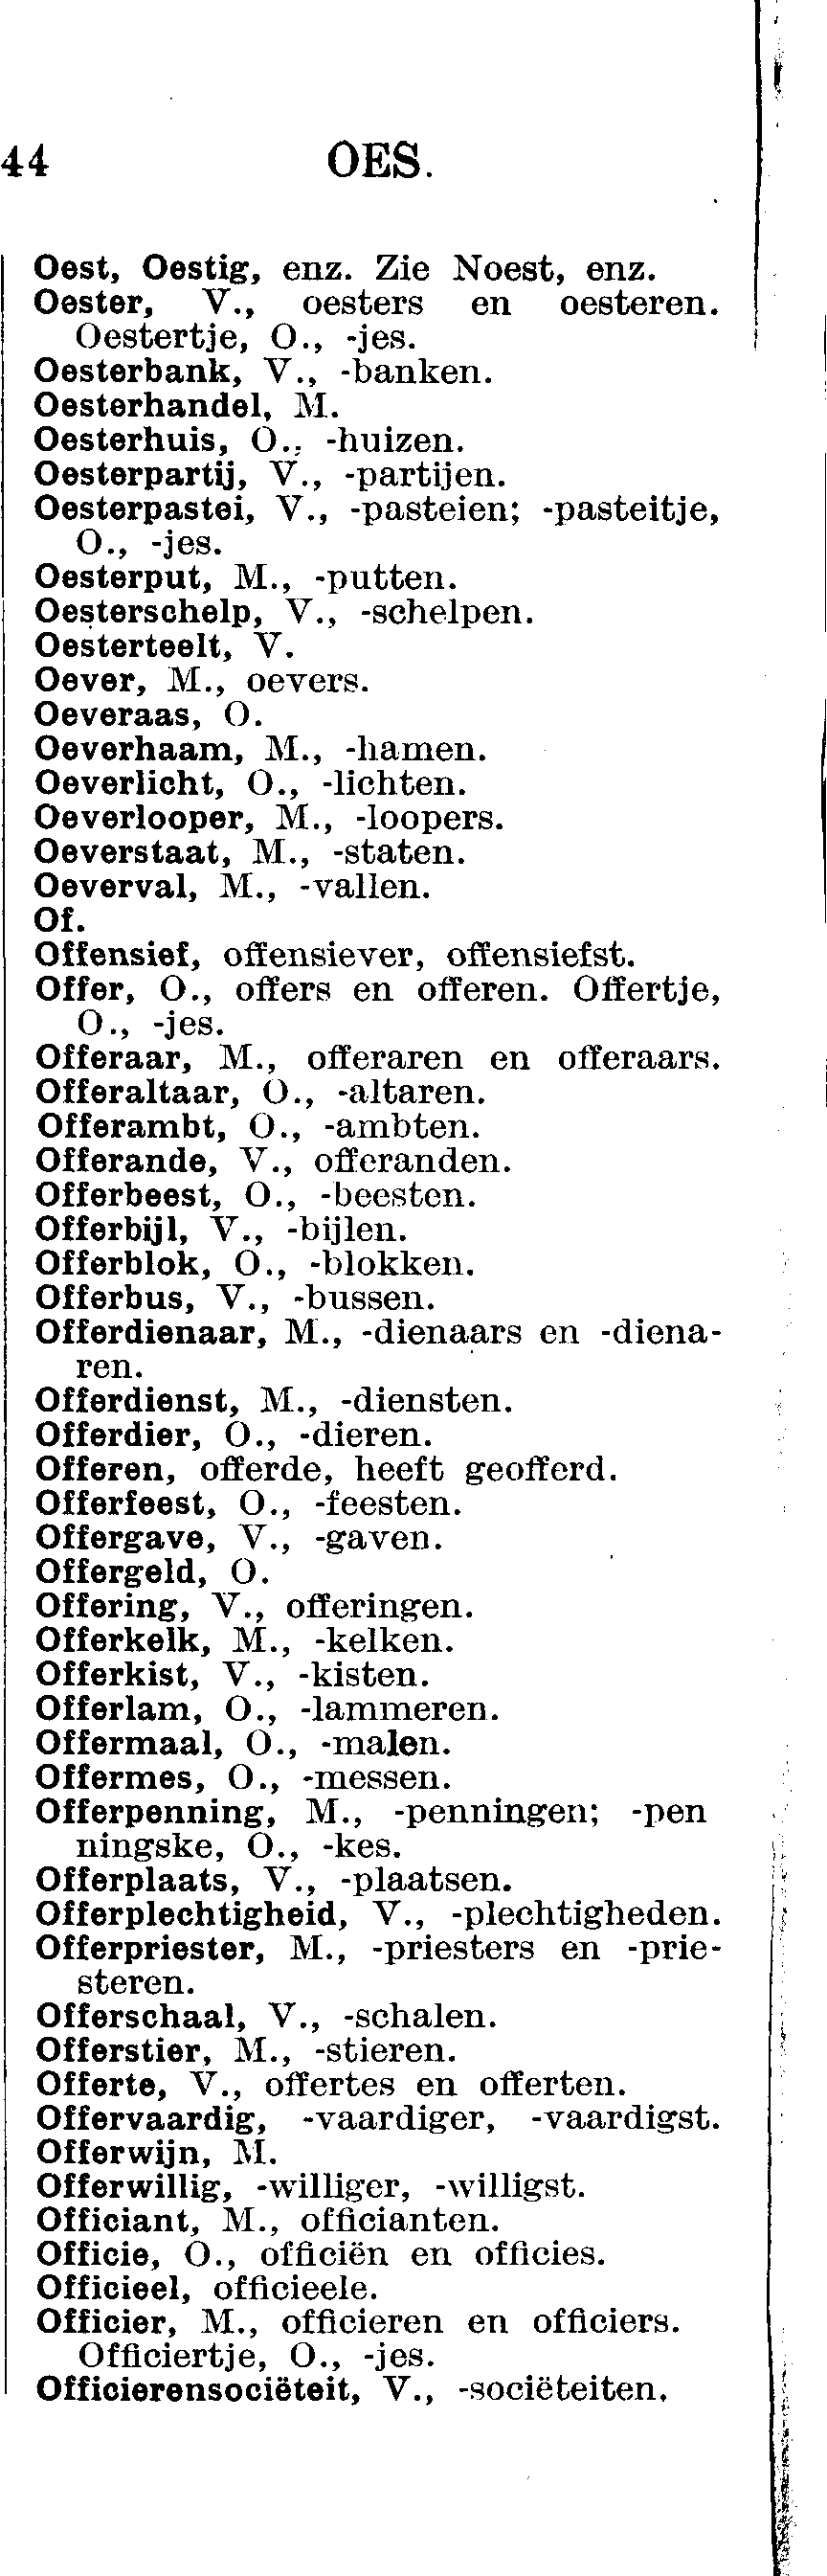 44 OES.
Oest, Oestig, enz. Zie Noest, enz.
Oester, V., oesters en oesteren.
Oestertje, O., -jes.
Oesterbank, V., -banken.
Oesterhandel, M.
Oesterhuis, O., -huizen.
Oesterpartij, V., -partijen.
Oesterpastei, V., -pasteien; -pasteitje,
O., -jes.
Oesterput, M., -putten.
Oesterschelp, V., -schelpen.
Oesterteelt, V.
Oever, M., oevers.
Oeveraas, O.
Oeverhaam, M., -hamen.
Oeverlicht, O., -lichten.
Oeverlooper, M., -loopers.
Oeverstaat, M., -staten.
Oeverval, M., -vallen.
Of.
Offensief, offensiever, offensiefst.
Offer, O., offers en offeren. Offertje,
O., -jes.
Offeraar, M., offeraren en offeraars.
Offeraltaar, O., -altaren.
Offerambt, O., -ambten.
Offerande, V., offeranden.
Offerbeest, O., -beesten.
Offerbijl, V., -bijlen.
Offerblok, O., -blokken.
Offerbus, V., -bussen.
Offerdienaar, M., -dienaars en -diena-
ren.
Offerdienst, M., -diensten.
Offerdier, O., -dieren.
Offeren, offerde, heeft geofferd.
Offerfeest, O., -feesten.
Offergave, V., -gaven.
Offergeld, O.
Offering, V., offeringen.
Offerkelk, M., -kelken.
Offerkist, V., -kisten.
Offerlam, O., -lammeren.
Offermaal, O., -malen.
Offermes, O., -messen.
Offerpenning, M., -penningen; -pen
ningske, O., -kes.
Offerplaats, V., -plaatsen.
Offerplechtigheid, V., -plechtigheden.
Offerpriester, M., -priesters en -prie-
steren.
Offerschaal, V., -schalen.
Offerstier, M., -stieren.
Offerte, V., offertes en offerten.
Offervaardig, -vaardiger, -vaardigst.
Offerwijn, M.
Offerwillig, -williger, -willigst.
Officiant, M., officianten.
Officie, O., officiën en officies.
Officieel, officieele.
Officier, M., officieren en officiers.
Officiertje, O., -jes.
Officierensociëteit, V., -sociëteiten.